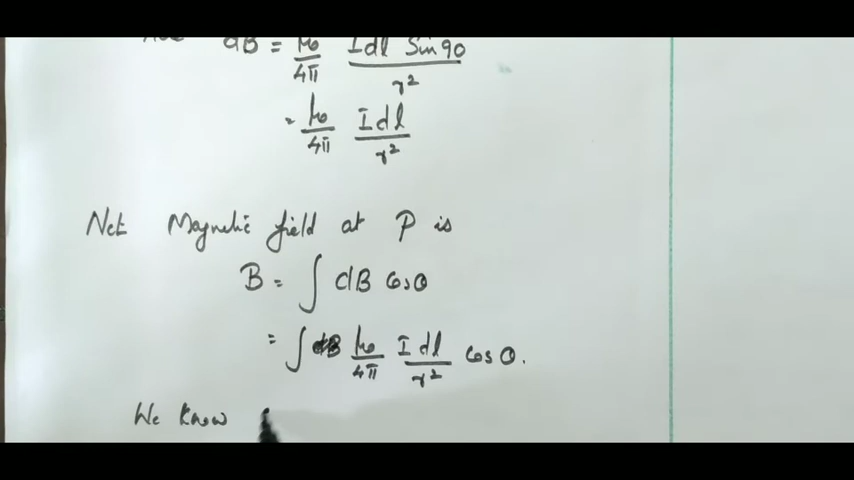 dB = μ₀/4π Idl Sin90/r²
= μ₀/4π Idl/r²
Net Magnetic field at P is
B = ∫ dB Cosθ
= ∫ μ₀/4π Idl/r² Cosθ.
We know